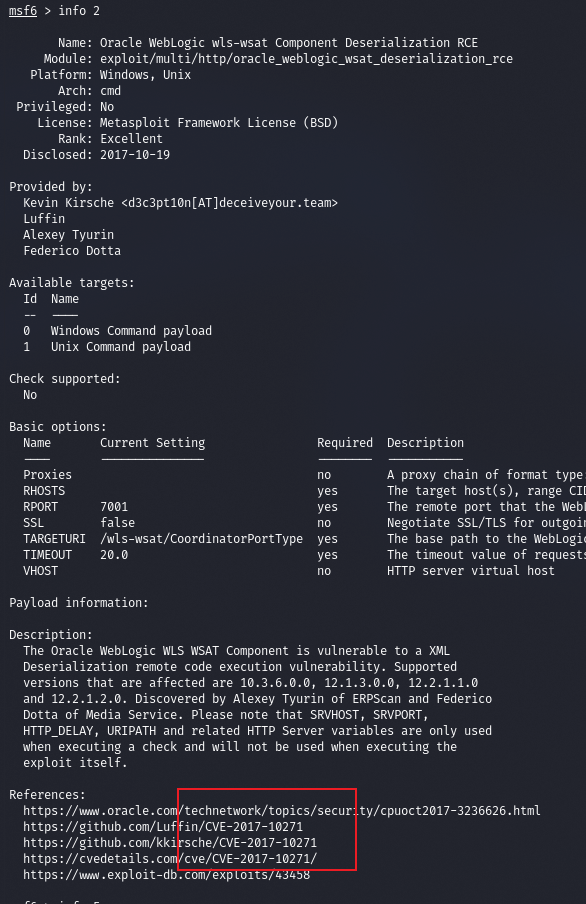 msf6 > info 2
Name: Oracle WebLogic wls-wsat Component Deserialization RCE
Module: exploit/multi/http/oracle_weblogic_wsat_deserialization_rce
Platform: Windows, Unix
Arch: cmd
Privileged: No
License: Metasploit Framework License (BSD)
Rank: Excellent
Disclosed: 2017-10-19
Provided by:
Kevin Kirsche <d3c3pt10n[AT]deceiveyour.team>
Luffin
Alexey Tyurin
Federico Dotta
Available targets:
Id  Name
--  ----
0   Windows Command payload
1   Unix Command payload
Check supported:
No
Basic options:
Name       Current Setting                Required  Description
----       ---------------                --------  -----------
Proxies                                   no        A proxy chain of format type
RHOSTS                                    yes       The target host(s), range CID
RPORT      7001                           yes       The remote port that the WebL
SSL        false                          no        Negotiate SSL/TLS for outgoin
TARGETURI  /wls-wsat/CoordinatorPortType  yes       The base path to the WebLogic
TIMEOUT    20.0                           yes       The timeout value of requests
VHOST                                     no        HTTP server virtual host
Payload information:
Description:
The Oracle WebLogic WLS WSAT Component is vulnerable to a XML
Deserialization remote code execution vulnerability. Supported
versions that are affected are 10.3.6.0.0, 12.1.3.0.0, 12.2.1.1.0
and 12.2.1.2.0. Discovered by Alexey Tyurin of ERPScan and Federico
Dotta of Media Service. Please note that SRVHOST, SRVPORT,
HTTP_DELAY, URIPATH and related HTTP Server variables are only used
when executing a check and will not be used when executing the
exploit itself.
References:
https://www.oracle.com/technetwork/topics/security/cpuoct2017-3236626.html
https://github.com/Luffin/CVE-2017-10271
https://github.com/kkirsche/CVE-2017-10271
https://cvedetails.com/cve/CVE-2017-10271/
https://www.exploit-db.com/exploits/43458